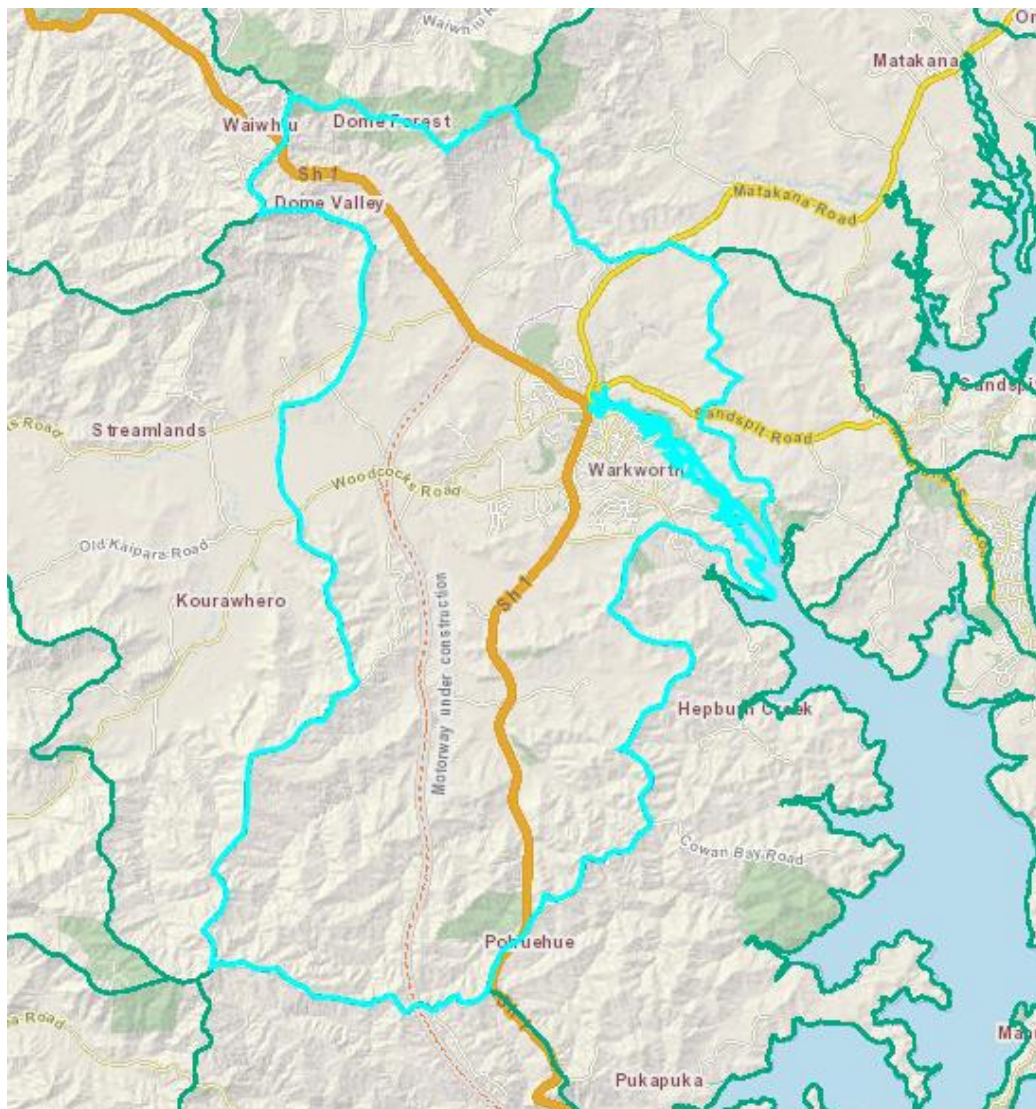 Matakana
Waiwhiu
Dome Forest
Sh 1
Dome Valley
Matakana Road
Streamlands
Sandspit Road
Warkworth
Woodcocks Road
Old Kaipara Road
Kourawhero
Sh 1
Motorway under construction
Hepburn Creek
Cowan Bay Road
Pohuehue
Pukapuka